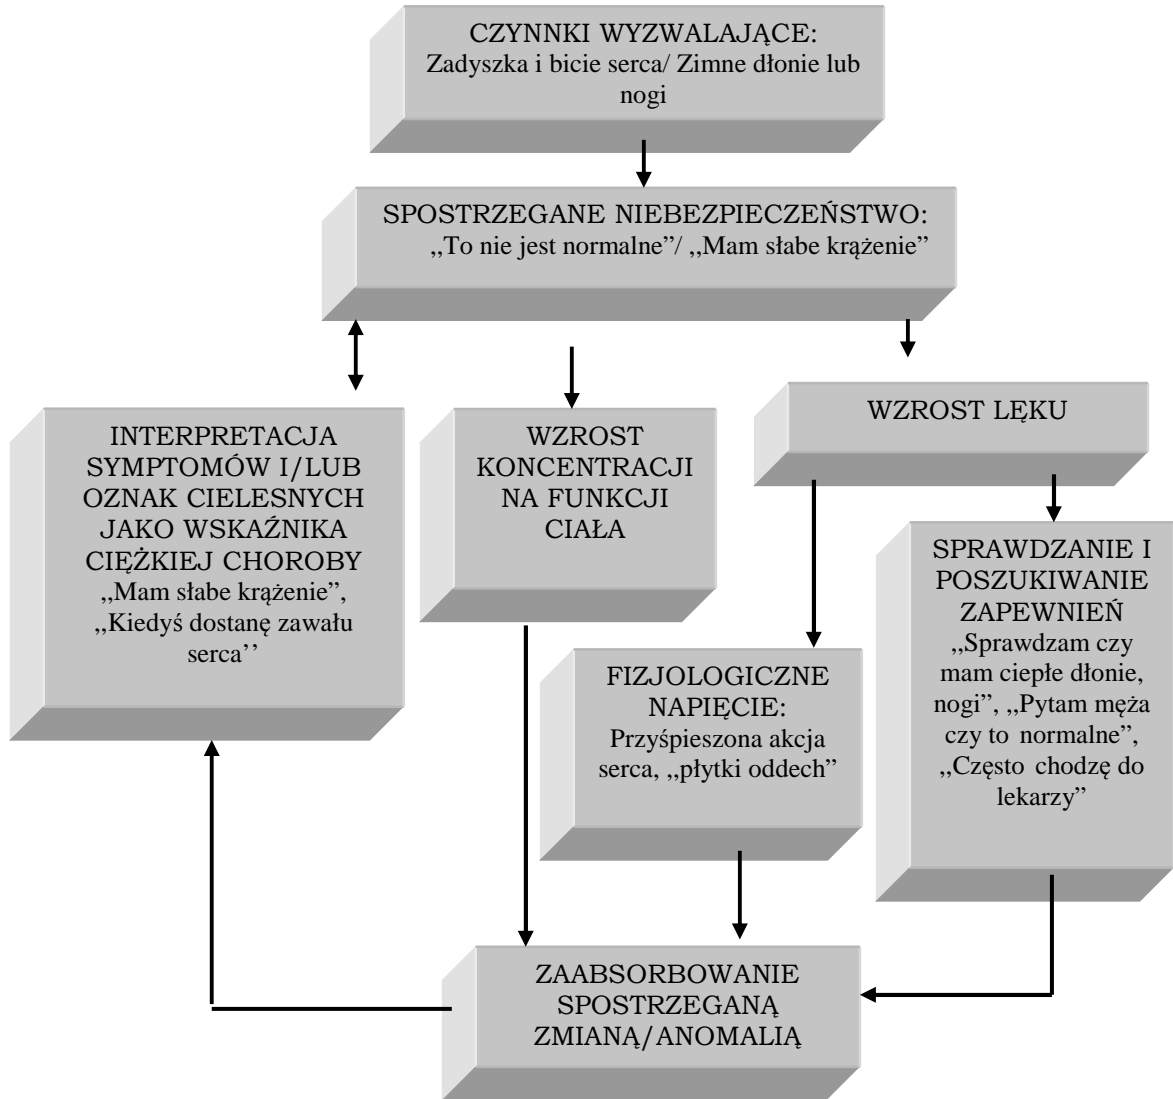 CZYNNKI WYZWALAJĄCE:
Zadyszka i bicie serca/ Zimne dłonie lub
nogi
SPOSTRZEGANE NIEBEZPIECZEŃSTWO:
,,To nie jest normalne”/ ,,Mam słabe krążenie”
INTERPRETACJA
SYMPTOMÓW I/LUB
OZNAK CIELESNYCH
JAKO WSKAŹNIKA
CIĘŻKIEJ CHOROBY
,,Mam słabe krążenie”,
,,Kiedyś dostanę zawału
serca’’
WZROST
KONCENTRACJI
NA FUNKCJI
CIAŁA
WZROST LĘKU
FIZJOLOGICZNE
NAPIĘCIE:
Przyśpieszona akcja
serca, ,,płytki oddech”
SPRAWDZANIE I
POSZUKIWANIE
ZAPEWNIEŃ
,,Sprawdzam czy
mam ciepłe dłonie,
nogi”, ,,Pytam męża
czy to normalne”,
,,Często chodzę do
lekarzy”
ZAABSORBOWANIE
SPOSTRZEGANĄ
ZMIANĄ/ANOMALIĄ